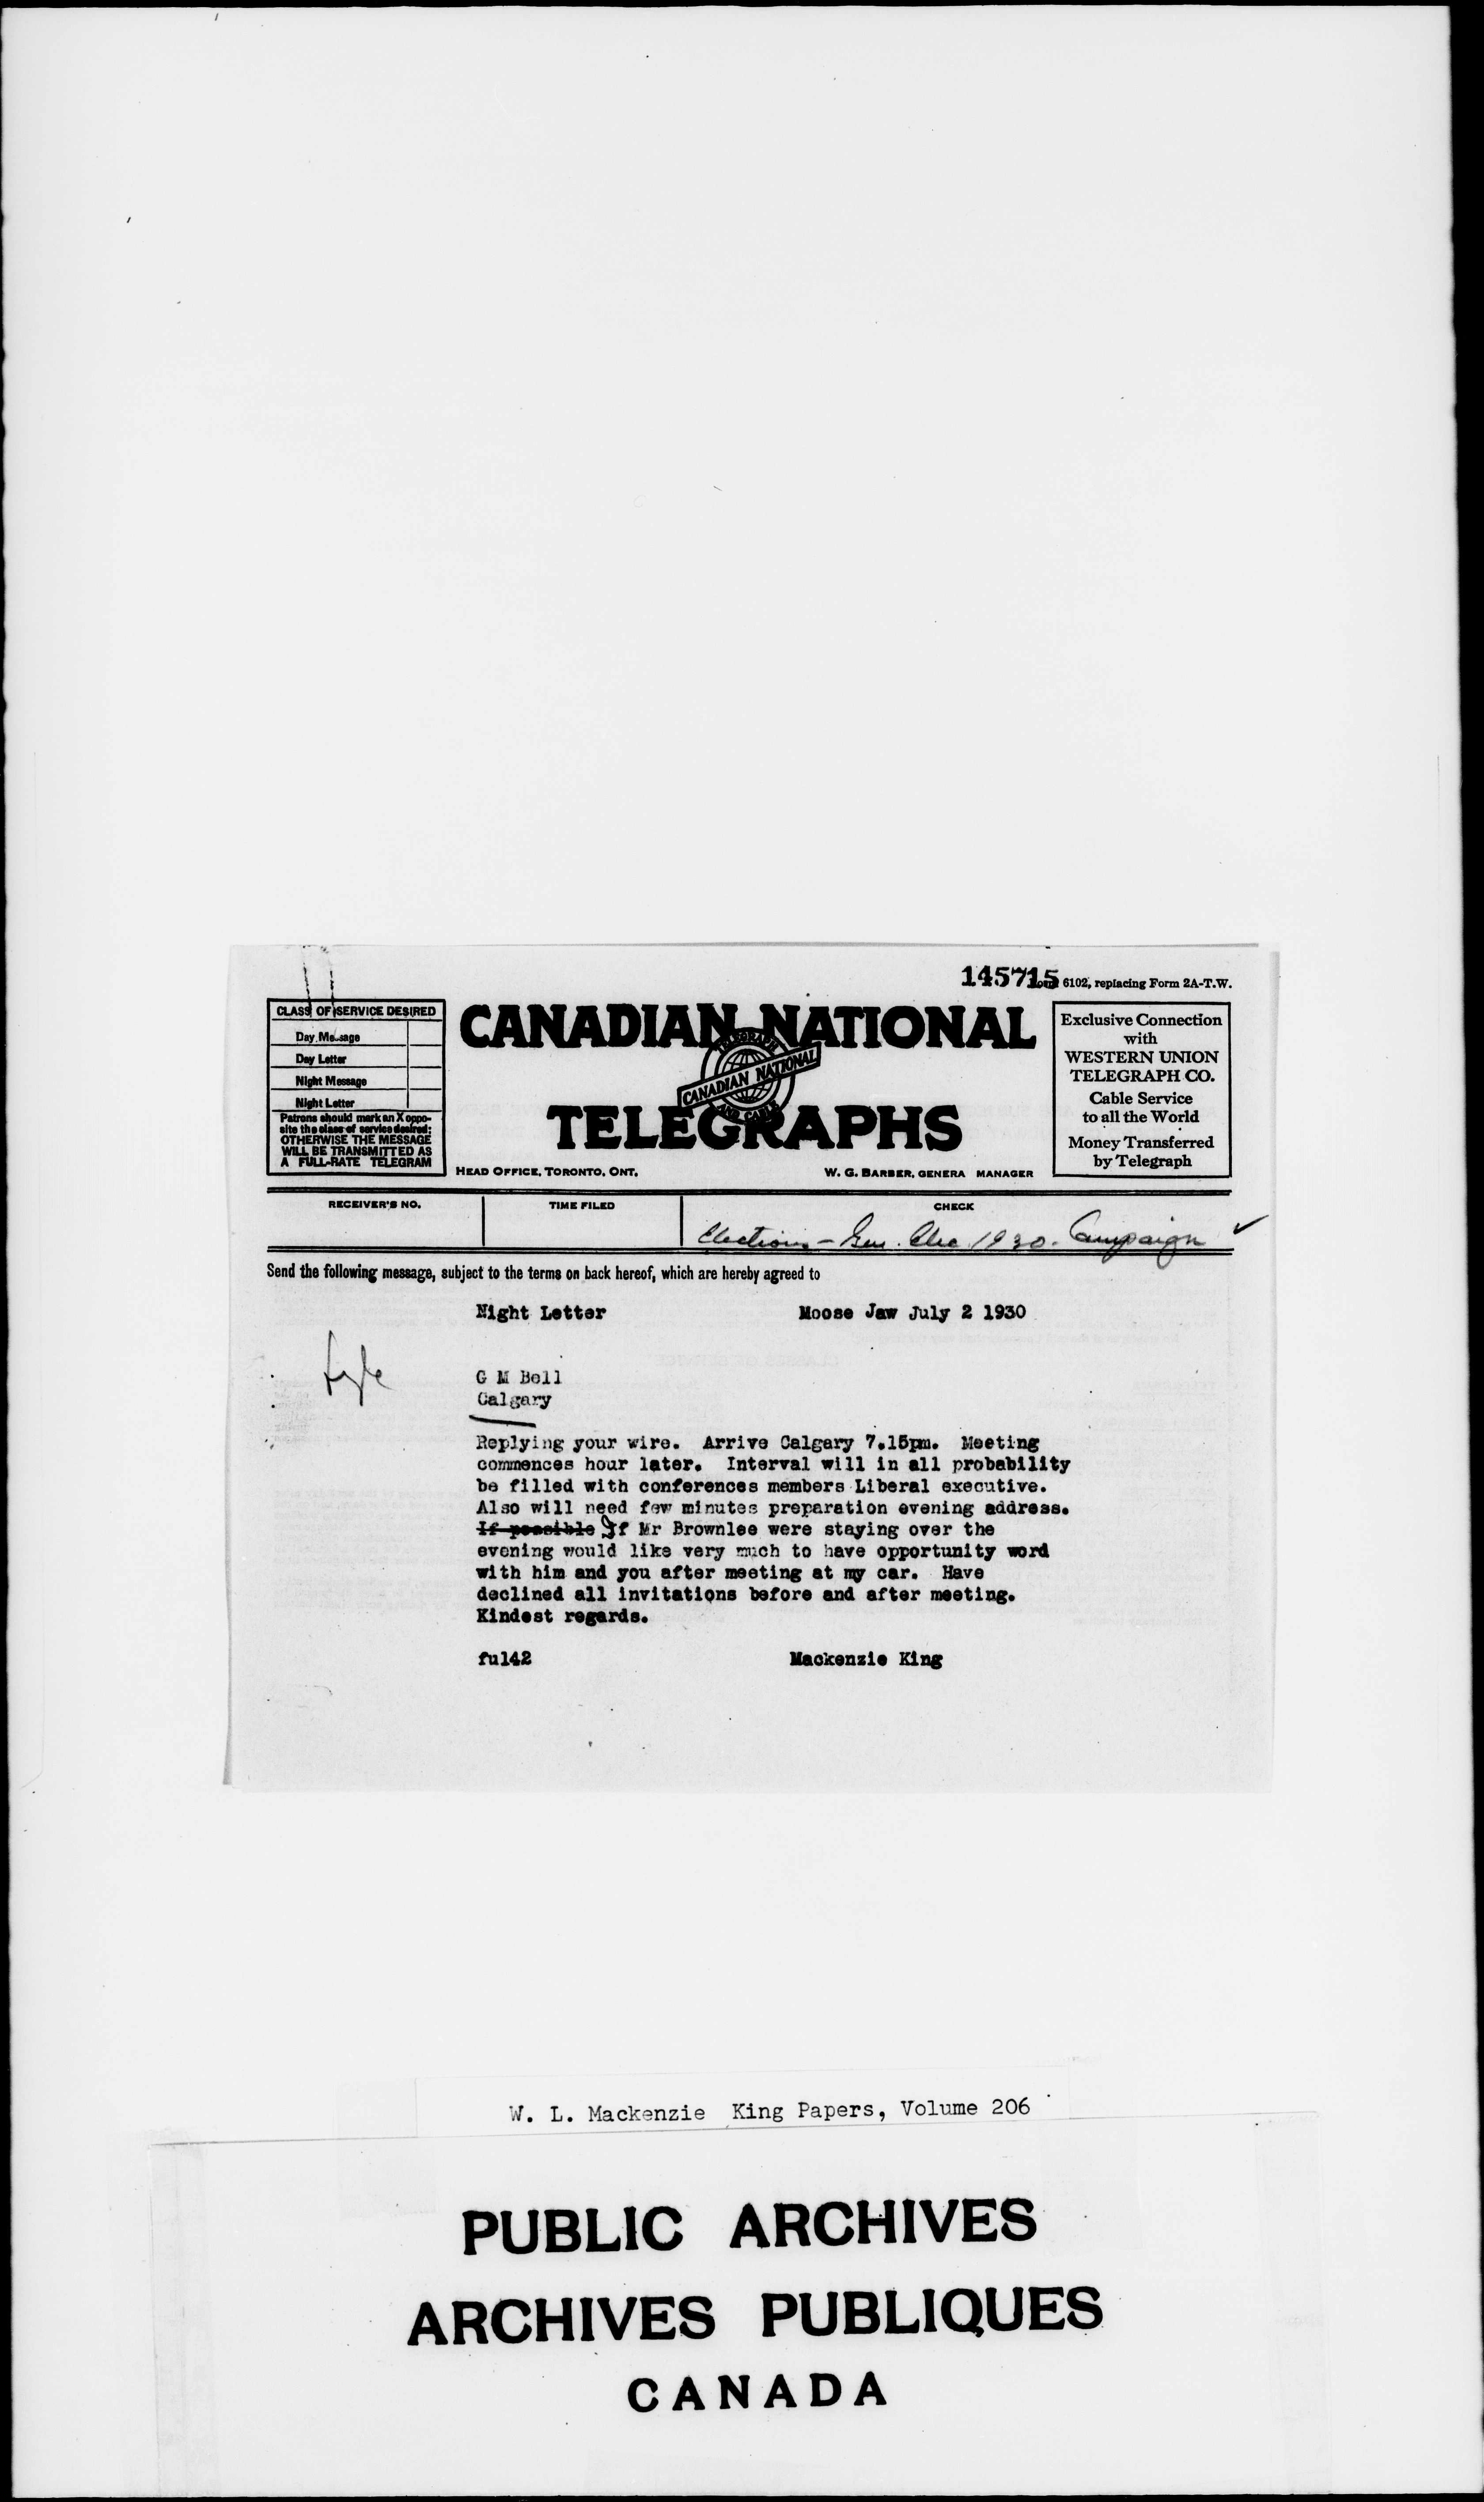 145715
Form 6102, replacing Form 2A-T.W.
CLASS OF SERVICE DESIRED
Day Message
Day Letter
Night Message
Night Letter
Patrons should mark an X oppo-
site the class of service desired:
OTHERWISE THE MESSAGE
WILL BE TRANSMITTED AS
A FULL-RATE TELEGRAM
CANADIAN NATIONAL
TELEGRAPH
CANADIAN NATIONAL
AND CABLE
TELEGRAPHS
HEAD OFFICE, TORONTO, ONT.
W. G. BARBER, GENERA MANAGER
Exclusive Connection
with
WESTERN UNION
TELEGRAPH CO.
Cable Service
to all the World
Money Transferred
by Telegraph
RECEIVER'S NO.
TIME FILED
CHECK
Elections - Gen. Elec. 1930. Campaign ✓
Send the following message, subject to the terms on back hereof, which are hereby agreed to
Night Letter Moose Jaw July 2 1930
G M Bell
Calgary
Replying your wire. Arrive Calgary 7.15pm. Meeting
commences hour later. Interval will in all probability
be filled with conferences members Liberal executive.
Also will need few minutes preparation evening address.
If possible If Mr Brownlee were staying over the
evening would like very much to have opportunity word
with him and you after meeting at my car. Have
declined all invitations before and after meeting.
Kindest regards.
ful42 Mackenzie King
W. L. Mackenzie King Papers, Volume 206
PUBLIC ARCHIVES
ARCHIVES PUBLIQUES
CANADA